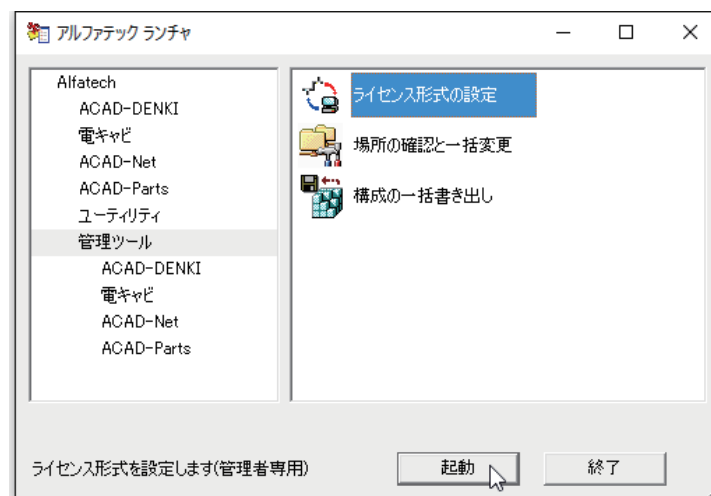 アルファテック ランチャ
Alfatech
ACAD-DENKI
電キャビ
ACAD-Net
ACAD-Parts
ユーティリティ
管理ツール
ACAD-DENKI
電キャビ
ACAD-Net
ACAD-Parts
ライセンス形式の設定
場所の確認と一括変更
構成の一括書き出し
ライセンス形式を設定します(管理者専用)
起動
終了